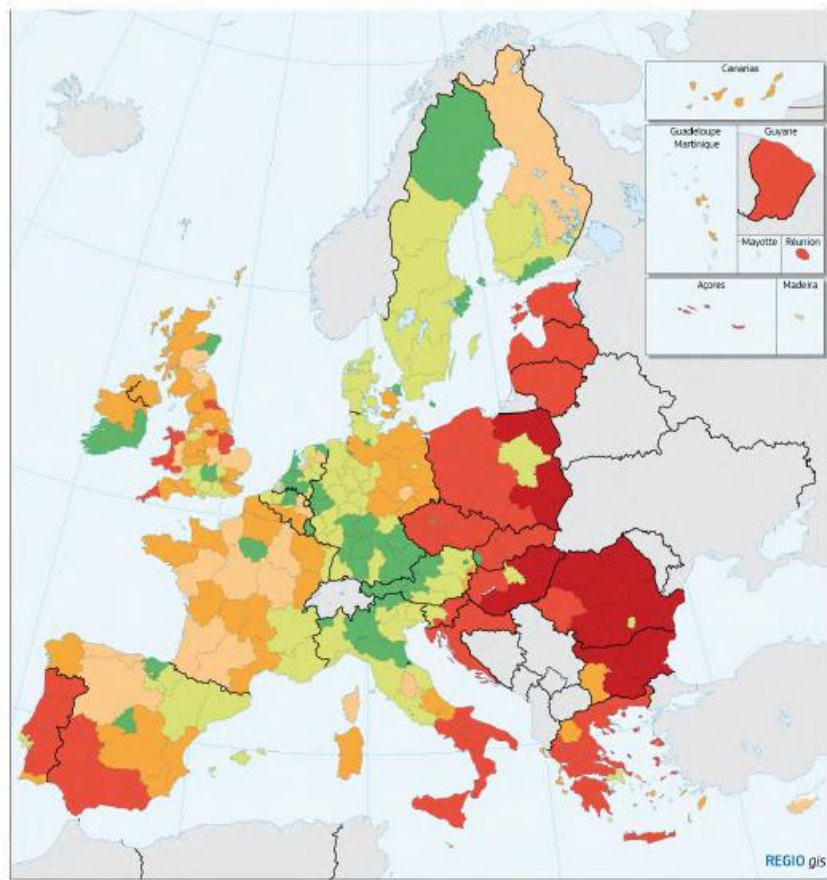 Canarias
Guadeloupe
Martinique
Guyane
Mayotte
Réunion
Açores
Madeira
REGIO gis